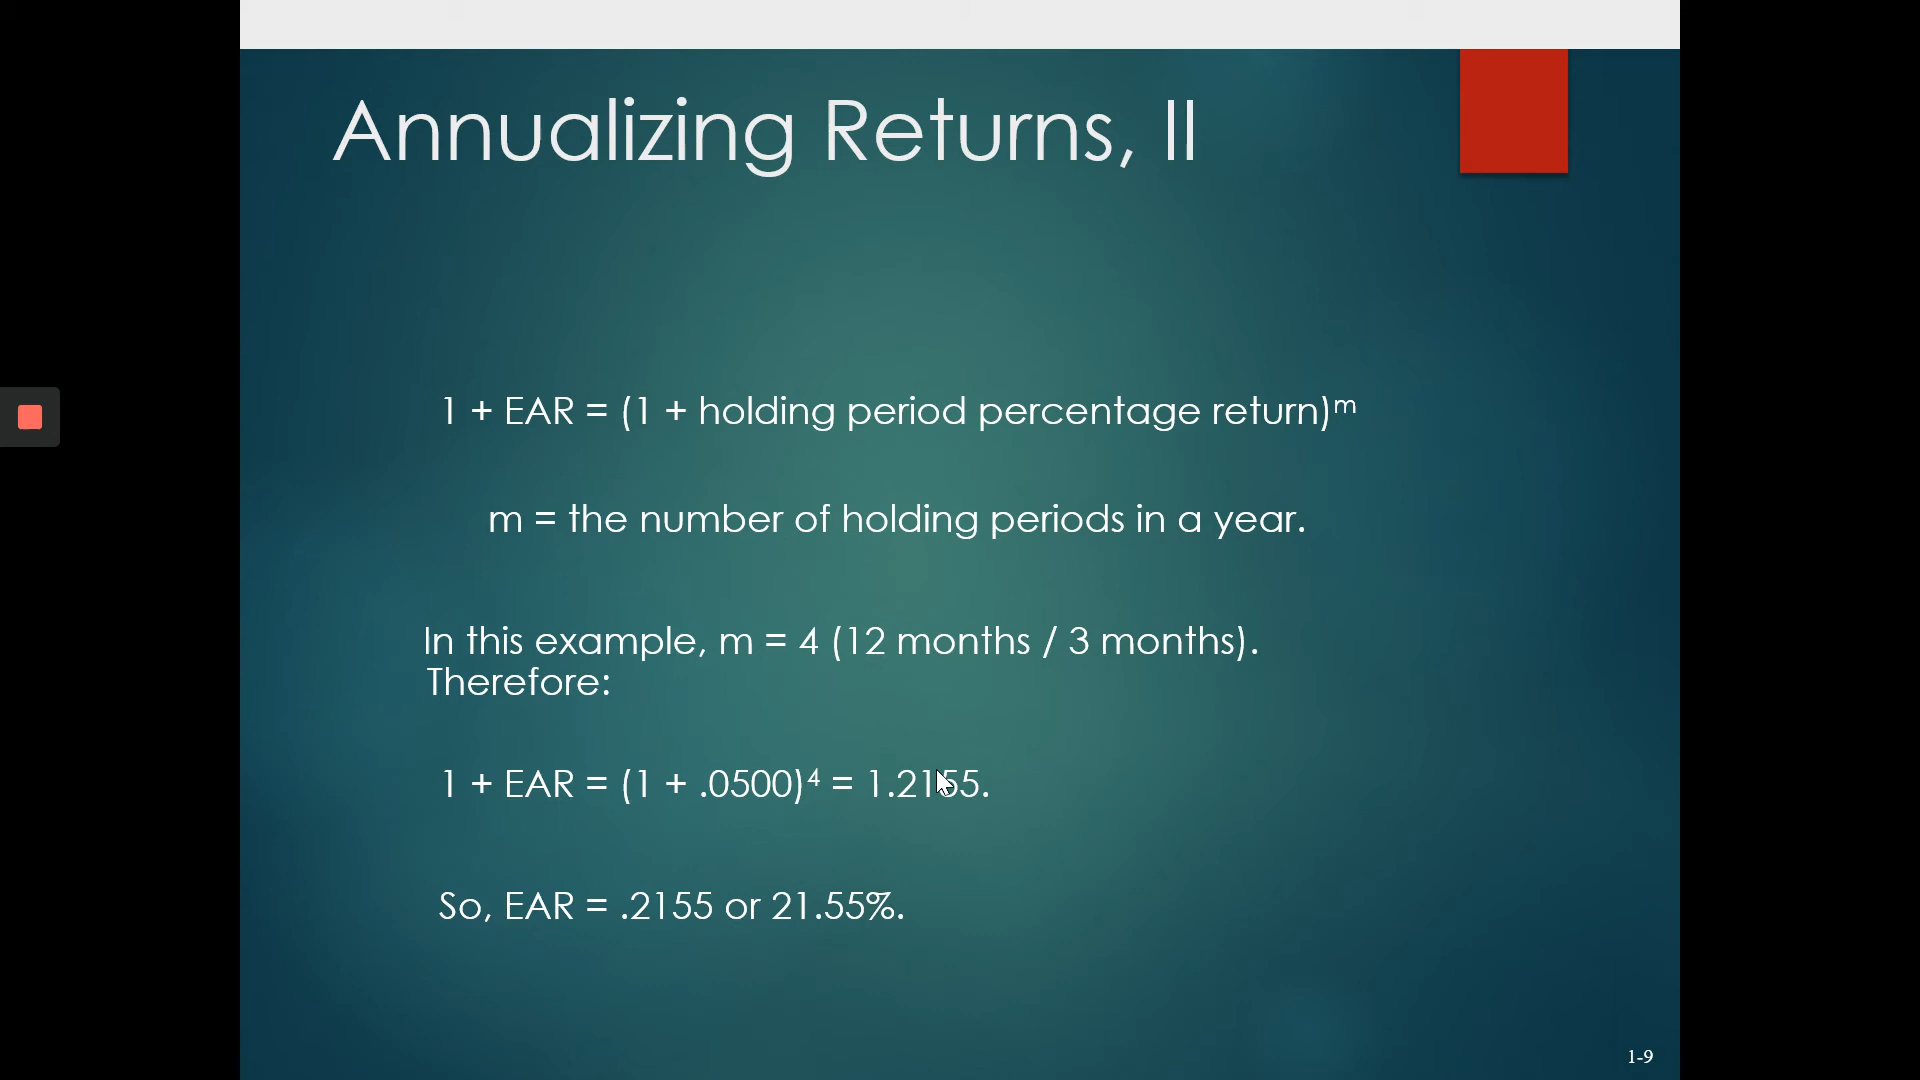 Annualizing Returns, II
1 + EAR = (1 + holding period percentage return)ᵐ
m = the number of holding periods in a year.
In this example, m = 4 (12 months / 3 months).
Therefore:
1 + EAR = (1 + .0500)⁴ = 1.2155.
So, EAR = .2155 or 21.55%.
1-9